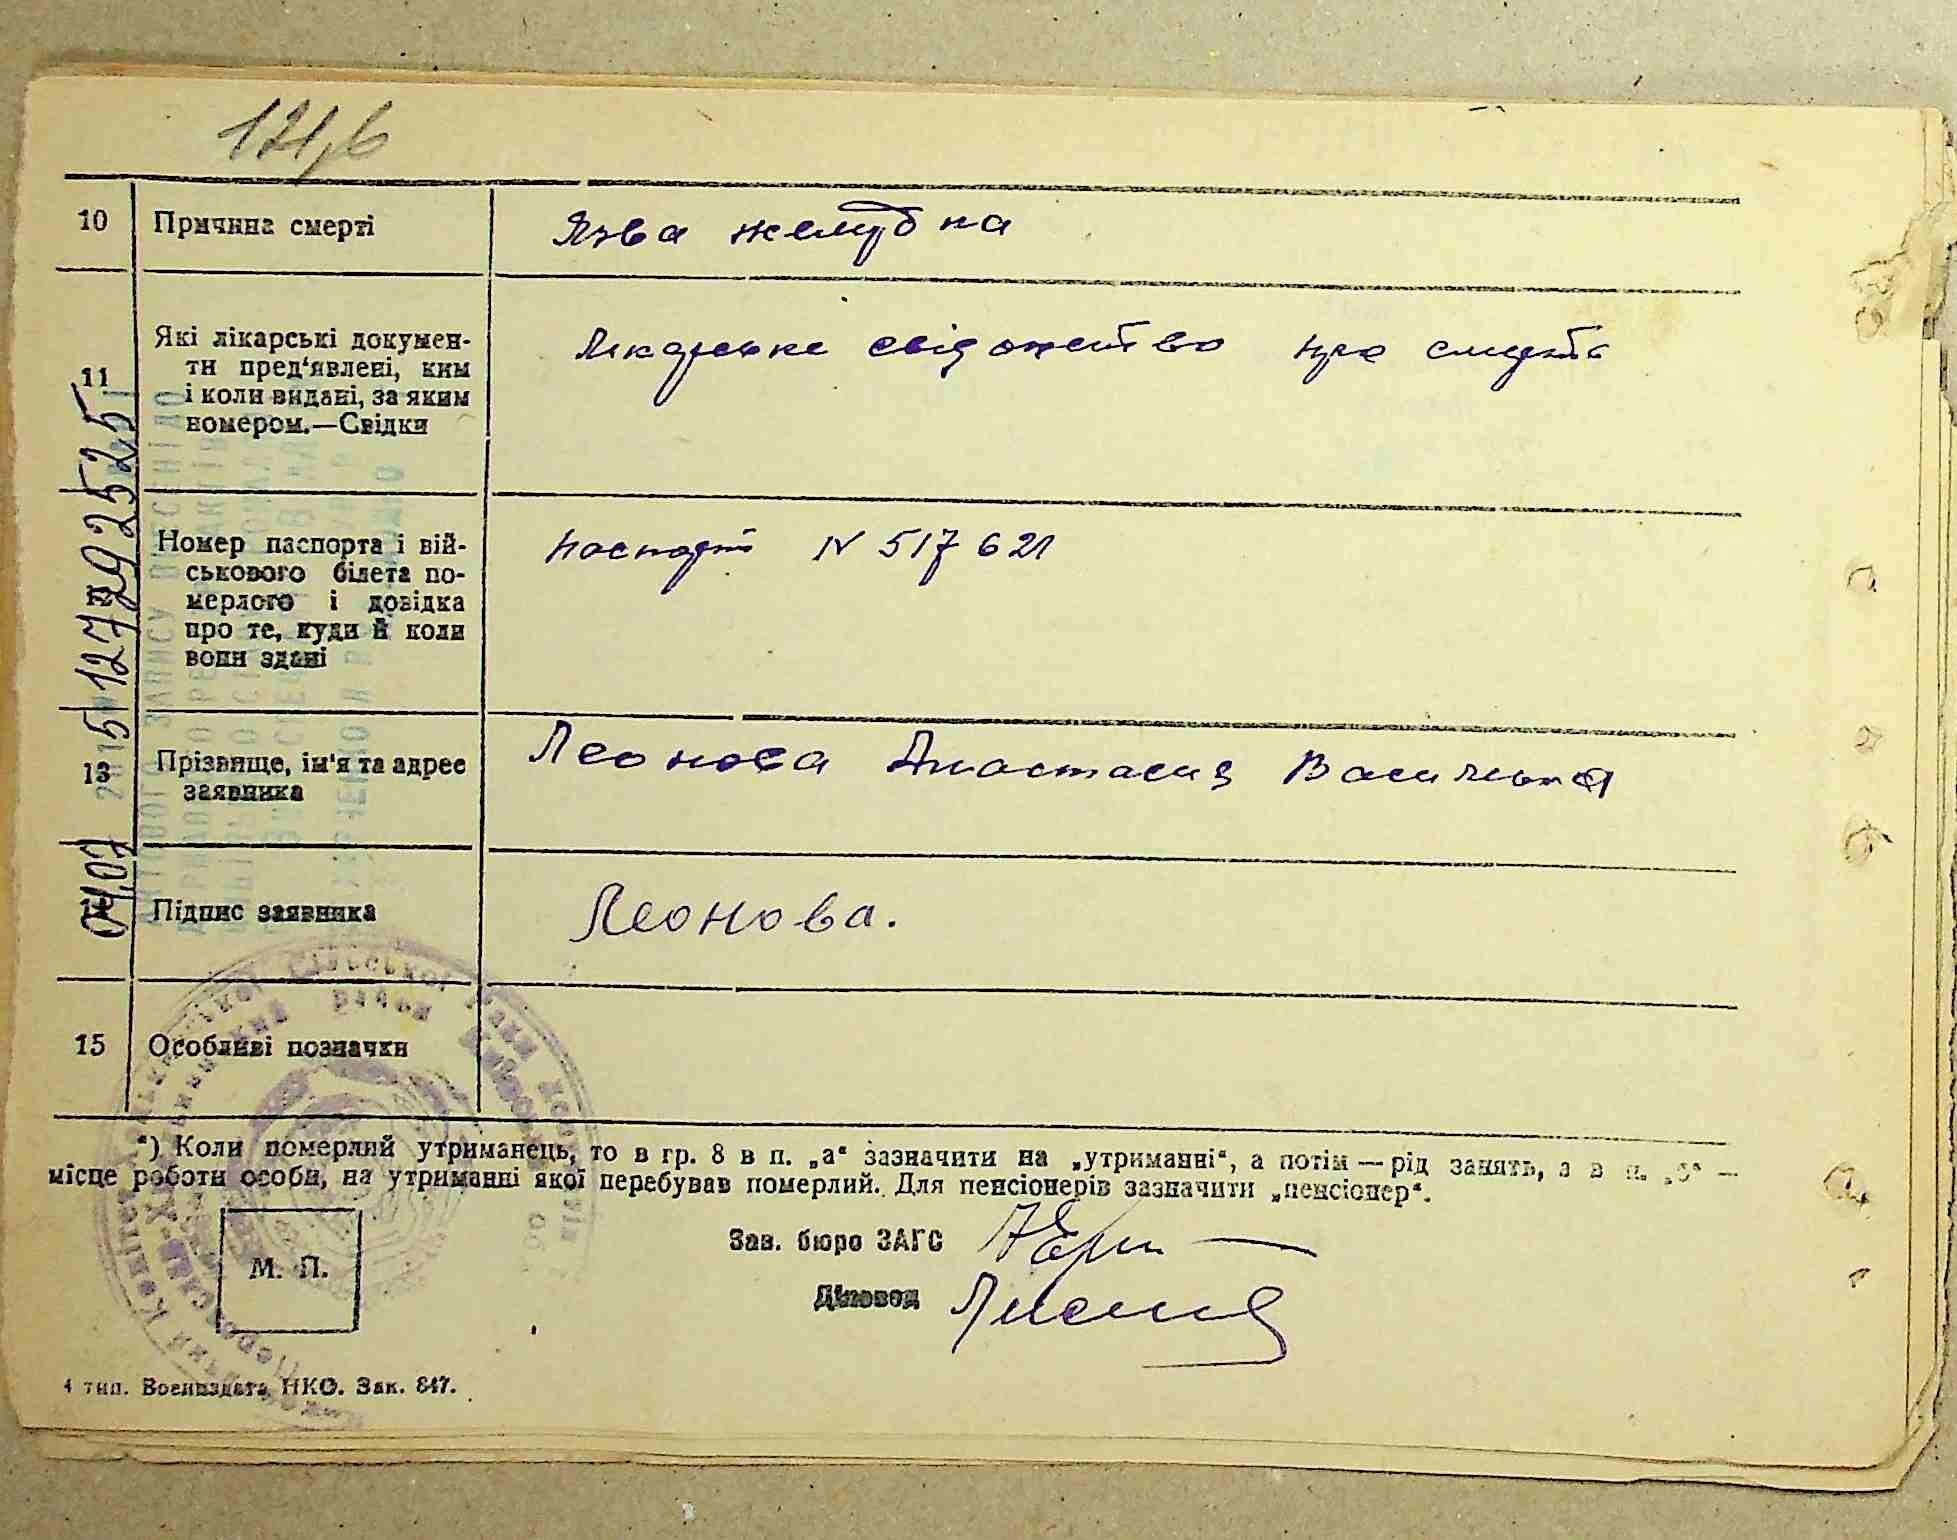 10 Причина смерті Язва желудка
11 Які лікарські докумен-
ти пред‘явлені, ким
і коли видані, за яким
номером.—Свідки
Лікарське свідожетво про смерть
Номер паспорта і вій-
ськового білета по-
мерлого і довідка
про те, куди й коли
вони здані
паспорт N 517621
13 Прізвище, ім‘я та адрес
заявника
Леонова Анастасия Васильевна
Підпис заявника Леонова.
15 Особливі позначки
*) Коли померлий утриманець, то в гр. 8 в п. „а“ зазначити на „утриманні“, а потім — рід занять, а в п. „б“ —
місце роботи особи, на утриманні якої перебував померлий. Для пенсіонерів зазначити „пенсіонер“.
Зав. бюро ЗАГС
М. П.
Діловод
4 тип. Воениздата НКО. Зак. 847.